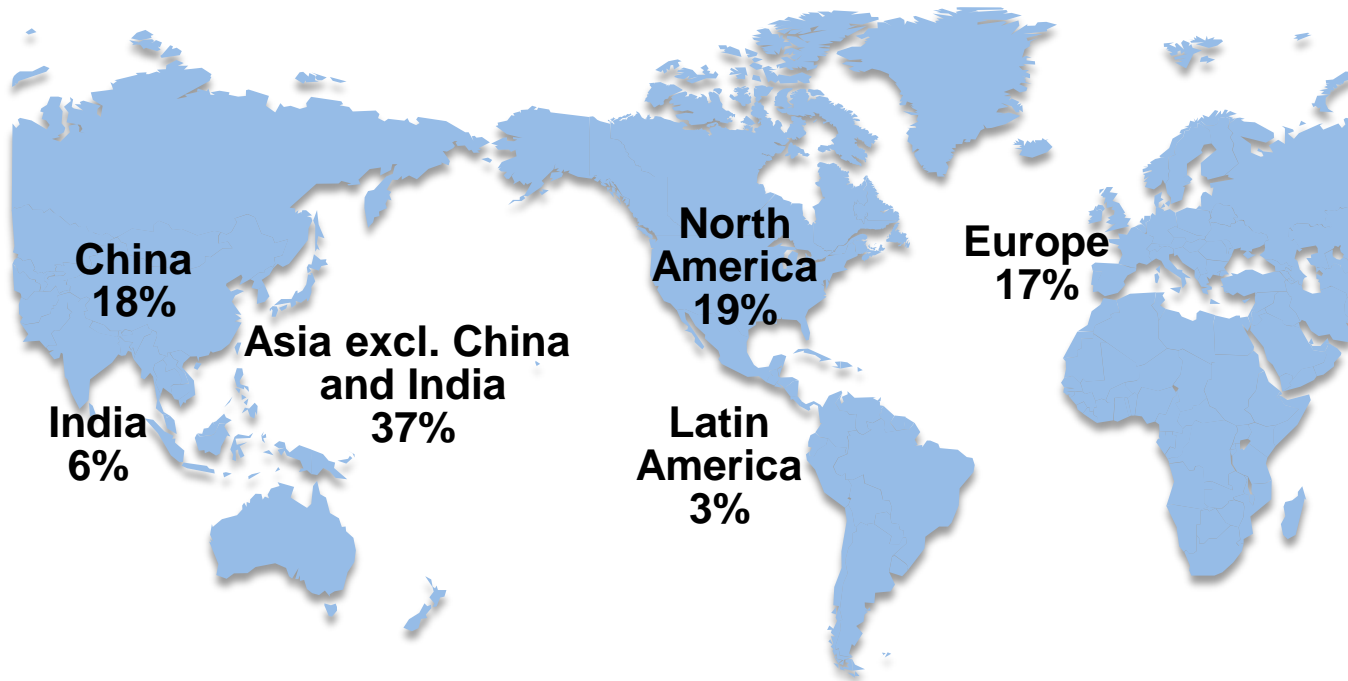 China
18%
Asia excl. China
and India
37%
India
6%
North
America
19%
Latin
America
3%
Europe
17%